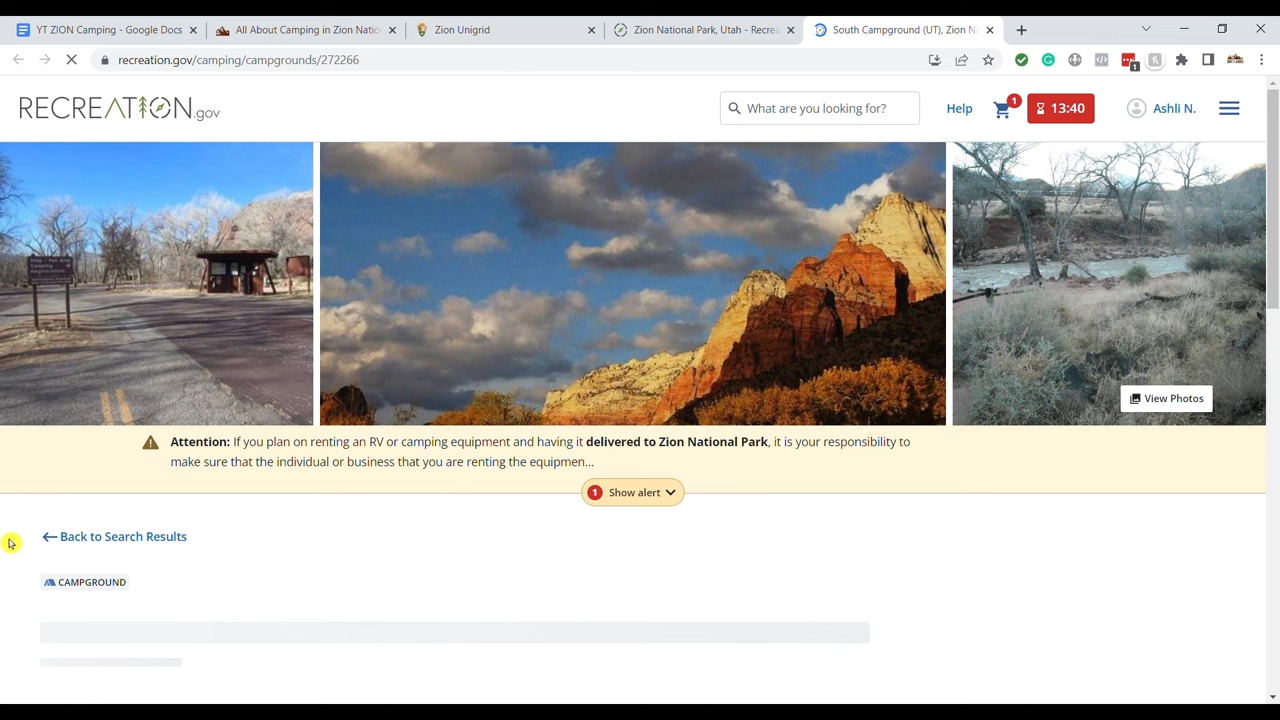 YT ZION Camping - Google Docs
All About Camping in Zion Natio
Zion Unigrid
Zion National Park, Utah - Recrea
South Campground (UT), Zion N
recreation.gov/camping/campgrounds/272266
1
RECREATION.gov
What are you looking for?
Help
1
13:40
Ashli N.
View Photos
Attention: If you plan on renting an RV or camping equipment and having it delivered to Zion National Park, it is your responsibility to
make sure that the individual or business that you are renting the equipmen...
1 Show alert
Back to Search Results
CAMPGROUND